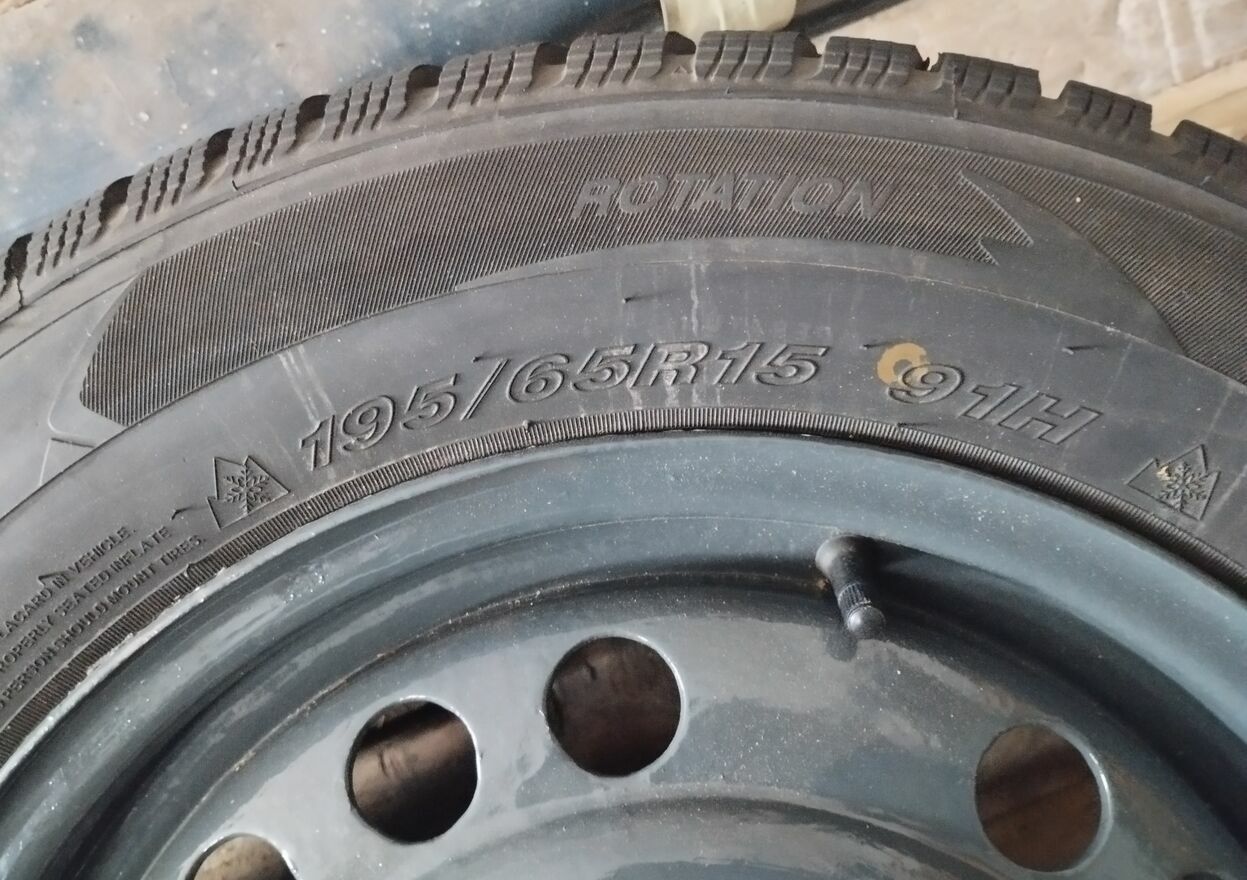 ROTATION
195/65R15 91H
PLACARD IN VEHICLE.
PROPERLY SEATED INFLATE
PERSON SHOULD MOUNT TIRES.